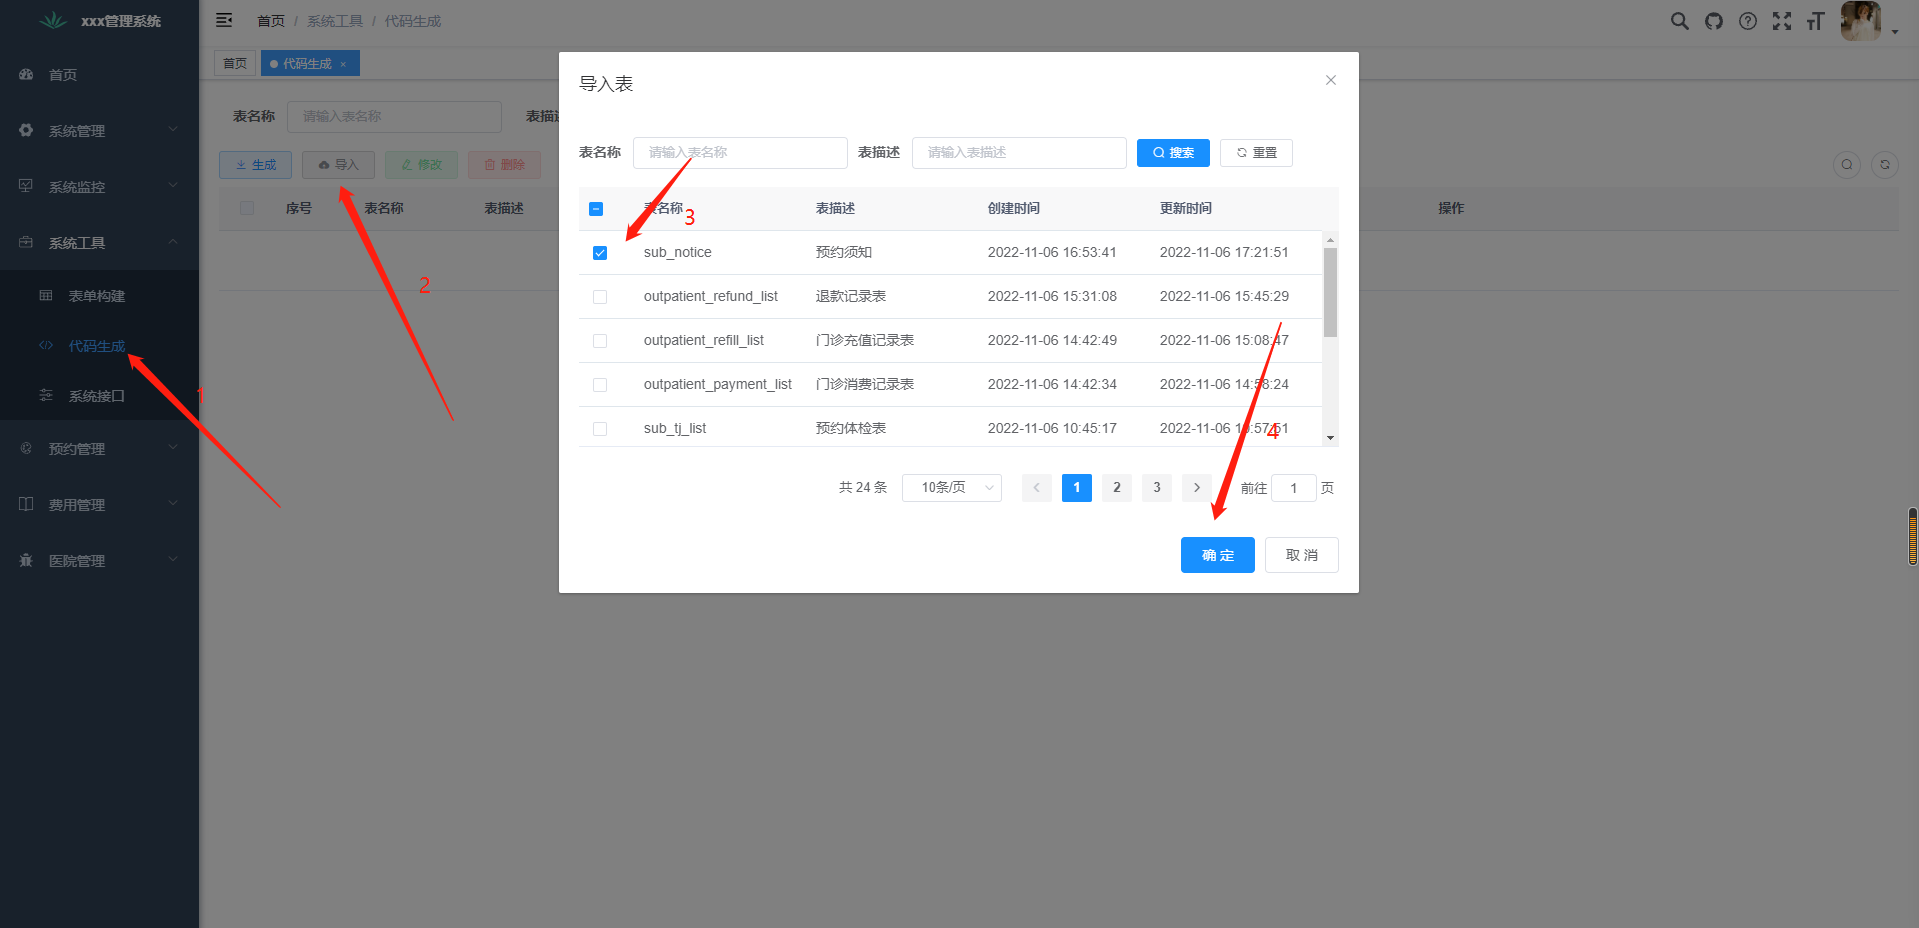 xxx管理系统
首页 / 系统工具 / 代码生成
首页
代码生成 ×
首页
系统管理
系统监控
系统工具
表单构建
代码生成
系统接口
预约管理
费用管理
医院管理
表名称 请输入表名称 表描述
生成 导入 修改 删除
序号 表名称 表描述 操作
1
2
导入表
表名称 请输入表名称 表描述 请输入表描述 搜索 重置
表名称 表描述 创建时间 更新时间
3
sub_notice 预约须知 2022-11-06 16:53:41 2022-11-06 17:21:51
outpatient_refund_list 退款记录表 2022-11-06 15:31:08 2022-11-06 15:45:29
outpatient_refill_list 门诊充值记录表 2022-11-06 14:42:49 2022-11-06 15:08:47
outpatient_payment_list 门诊消费记录表 2022-11-06 14:42:34 2022-11-06 14:58:24
sub_tj_list 预约体检表 2022-11-06 10:45:17 2022-11-06
4
共 24 条 10条/页 1 2 3 前往 1 页
确 定 取 消